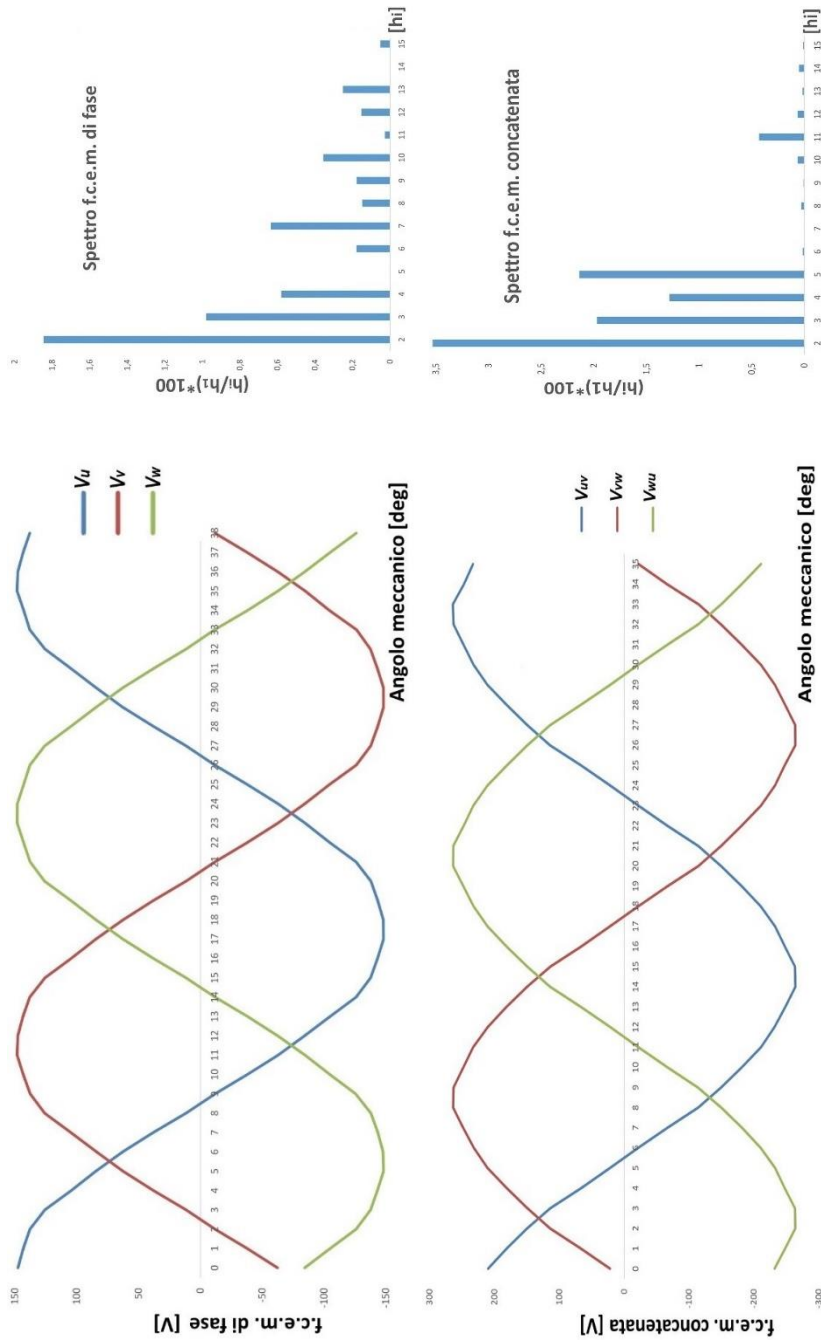 f.c.e.m. di fase [V]
150
100
50
0
-50
-100
-150
0 1 2 3 4 5 6 7 8 9 10 11 12 13 14 15 16 17 18 19 20 21 22 23 24 25 26 27 28 29 30 31 32 33 34 35 36 37 38
Angolo meccanico [deg]
Vu
Vv
Vw
Spettro f.c.e.m. di fase
(hi/h1)*100
2
1,8
1,6
1,4
1,2
1
0,8
0,6
0,4
0,2
0
2 3 4 5 6 7 8 9 10 11 12 13 14 15
[hi]
f.c.e.m. concatenata [V]
300
200
100
0
-100
-200
-300
0 1 2 3 4 5 6 7 8 9 10 11 12 13 14 15 16 17 18 19 20 21 22 23 24 25 26 27 28 29 30 31 32 33 34 35
Angolo meccanico [deg]
Vuv
Vvw
Vwu
Spettro f.c.e.m. concatenata
(hi/h1)*100
3,5
3
2,5
2
1,5
1
0,5
0
2 3 4 5 6 7 8 9 10 11 12 13 14 15
[hi]